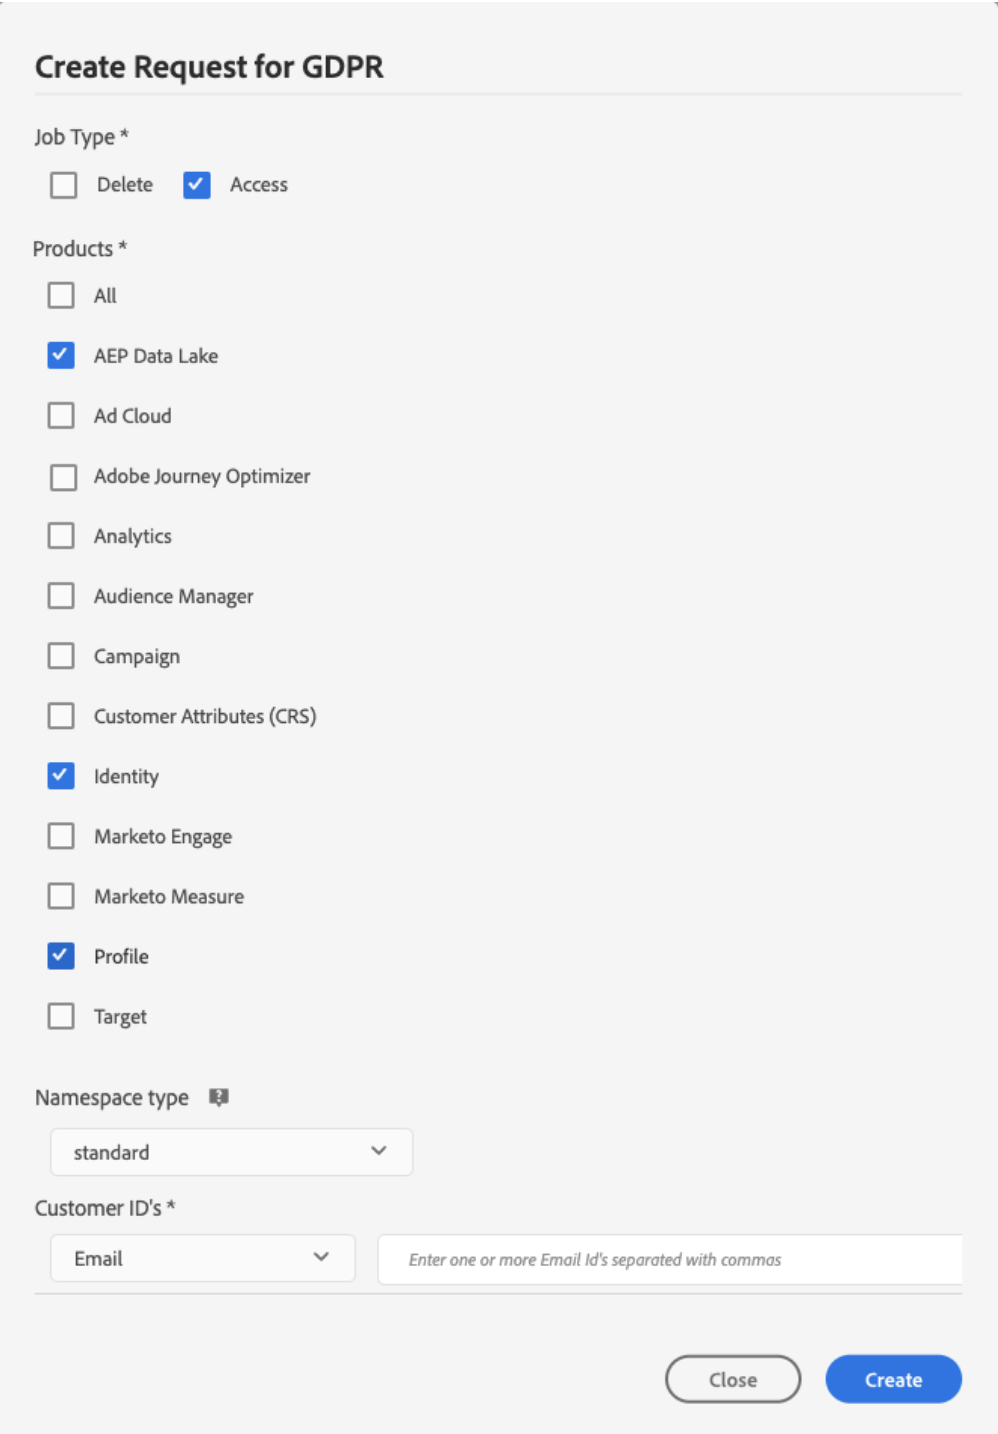 Create Request for GDPR
Job Type *
Delete Access
Products *
All
AEP Data Lake
Ad Cloud
Adobe Journey Optimizer
Analytics
Audience Manager
Campaign
Customer Attributes (CRS)
Identity
Marketo Engage
Marketo Measure
Profile
Target
Namespace type ?
standard
Customer ID's *
Email Enter one or more Email Id's separated with commas
Close Create